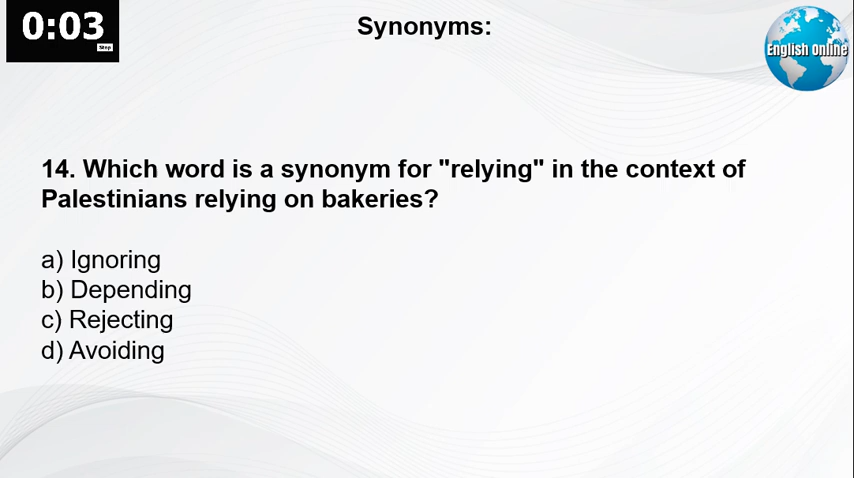 0:03
Stop
Synonyms:
English Online
14. Which word is a synonym for "relying" in the context of
Palestinians relying on bakeries?
a) Ignoring
b) Depending
c) Rejecting
d) Avoiding